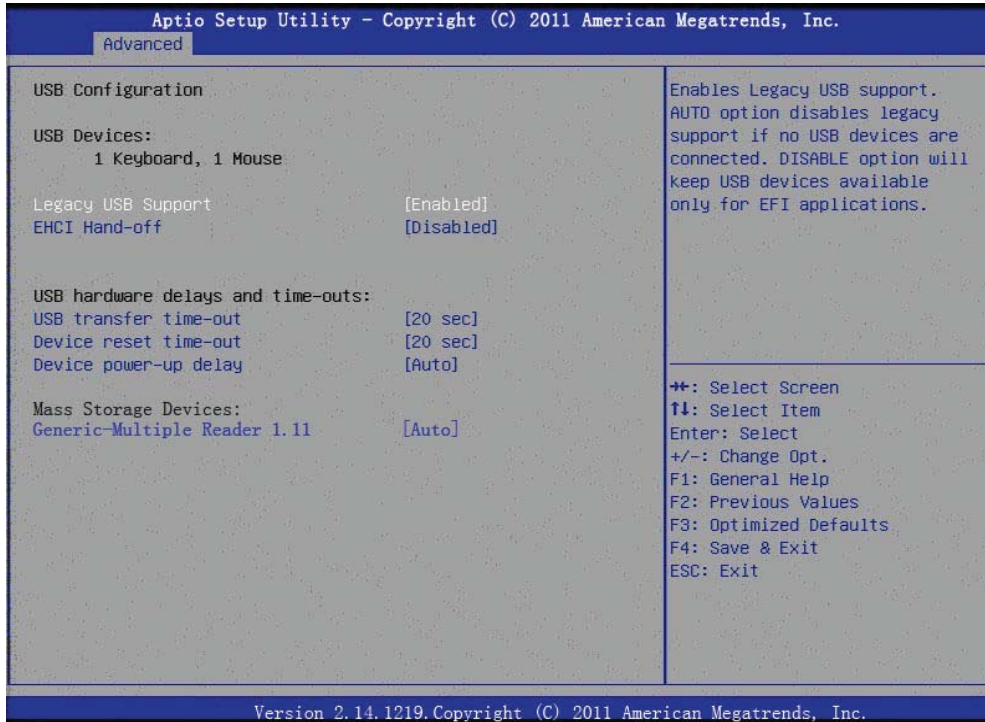 Aptio Setup Utility - Copyright (C) 2011 American Megatrends, Inc.
Advanced
USB Configuration
USB Devices:
1 Keyboard, 1 Mouse
Legacy USB Support [Enabled]
EHCI Hand-off [Disabled]
USB hardware delays and time-outs:
USB transfer time-out [20 sec]
Device reset time-out [20 sec]
Device power-up delay [Auto]
Mass Storage Devices:
Generic-Multiple Reader 1.11 [Auto]
Enables Legacy USB support.
AUTO option disables legacy
support if no USB devices are
connected. DISABLE option will
keep USB devices available
only for EFI applications.
→←: Select Screen
↑↓: Select Item
Enter: Select
+/-: Change Opt.
F1: General Help
F2: Previous Values
F3: Optimized Defaults
F4: Save & Exit
ESC: Exit
Version 2.14.1219. Copyright (C) 2011 American Megatrends, Inc.